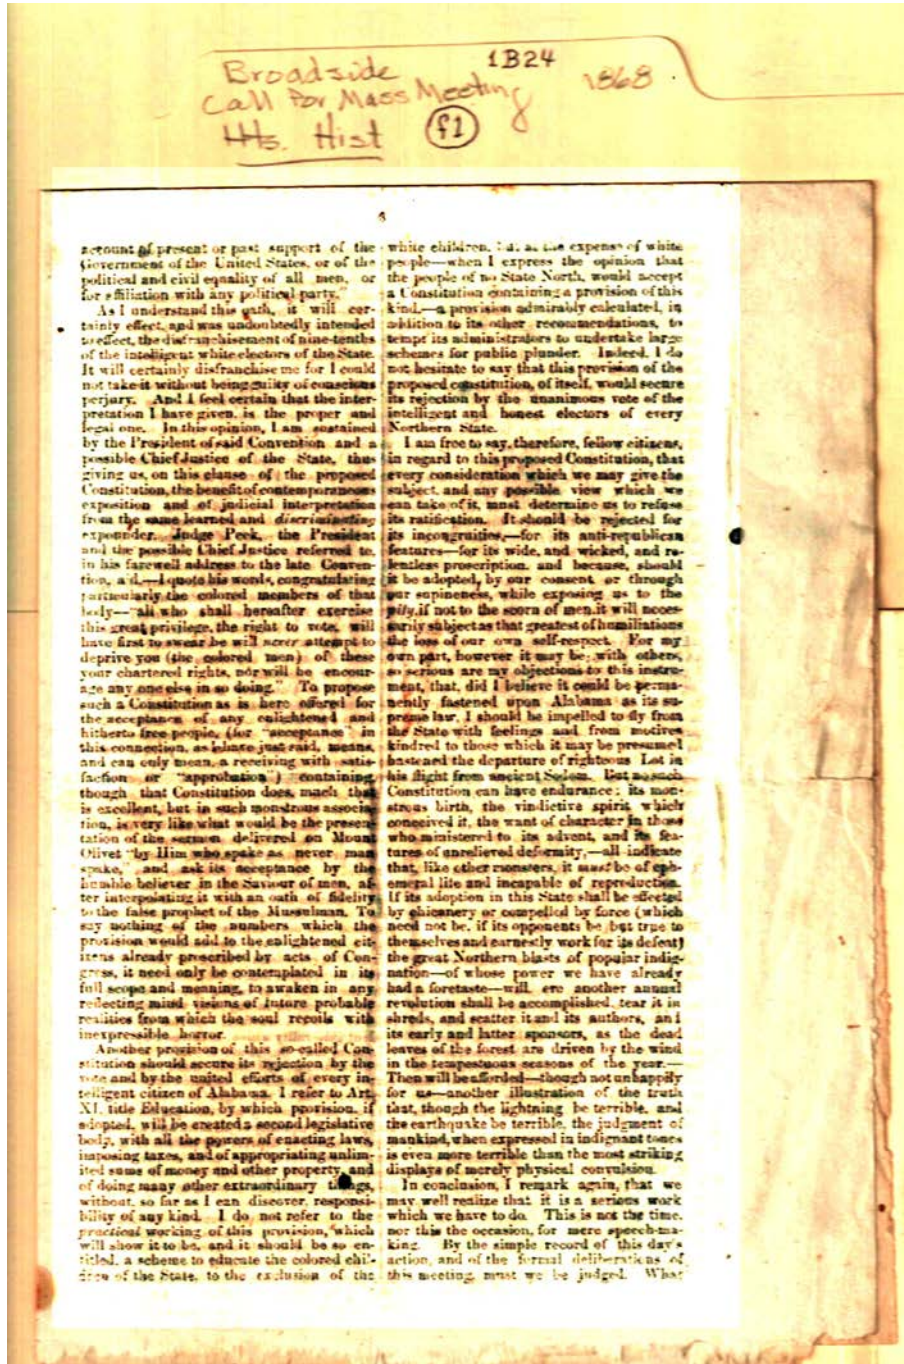 Broadside 1B24 1868
Call For Mass Meeting
Hts. Hist f1
account of present or past support of the
Government of the United States, or of the
political and civil equality of all men, or
for affiliation with any political party."
As I understand this oath, it will cer-
tainly effect, and was undoubtedly intended
to effect, the disfranchisement of nine-tenths
of the intelligent white electors of the State.
It will certainly disfranchise me for I could
not take it without being guilty of conscious
perjury. And I feel certain that the inter-
pretation I have given, is the proper and
legal one. In this opinion, I am sustained
by the President of said Convention and a
possible Chief Justice of the State, thus
giving us, on this clause of the proposed
Constitution, the benefit of contemporaneous
exposition and of judicial interpretation
from the same learned and discriminating
expounder. Judge Peck, the President
and the possible Chief Justice referred to,
in his farewell address to the late Conven-
tion, said,—I quote his words, congratulating
particularly the colored members of that
body—"all who shall hereafter exercise
this great privilege, the right to vote, will
have first to swear he will never attempt to
deprive you (the colored men) of these
your chartered rights, nor will he encour-
age any one else in so doing." To propose
such a Constitution as is here offered for
the acceptance of any enlightened and
hitherto free people, (for "acceptance" in
this connection, as I have just said, means,
and can only mean, a receiving with satis-
faction or "approbation") containing,
though that Constitution does, much that
is excellent, but in such monstrous associa-
tion, is very like what would be the presen-
tation of the sermon delivered on Mount
Olivet "by Him who spake as never man
spake," and ask its acceptance by the
humble believer in the Saviour of men, af-
ter interpolating it with an oath of fidelity
to the false prophet of the Mussulman. To
say nothing of the numbers which the
provision would add to the enlightened cit-
izens already proscribed by acts of Con-
gress, it need only be contemplated in its
full scope and meaning, to awaken in any
reflecting mind visions of future probable
realities from which the soul recoils with
inexpressible horror.
Another provision of this so-called Con-
stitution should secure its rejection by the
vote and by the united efforts of every in-
telligent citizen of Alabama. I refer to Art.
XI, title Education, by which provision, if
adopted, will be created a second legislative
body, with all the powers of enacting laws,
imposing taxes, and of appropriating unlim-
ited sums of money and other property, and
of doing many other extraordinary things,
without, so far as I can discover, responsi-
bility of any kind. I do not refer to the
practical working of this provision, which
will show it to be, and it should be so en-
titled, a scheme to educate the colored chil-
dren of the State, to the exclusion of the
white children, at the expense of white
people—when I express the opinion that
the people of no State North, would accept
a Constitution containing a provision of this
kind,—a provision admirably calculated, in
addition to its other recommendations, to
tempt its administrators to undertake large
schemes for public plunder. Indeed, I do
not hesitate to say that this provision of the
proposed constitution, of itself, would secure
its rejection by the unanimous vote of the
intelligent and honest electors of every
Northern State.
I am free to say, therefore, fellow citizens,
in regard to this proposed Constitution, that
every consideration which we may give the
subject, and any possible view which we
can take of it, must determine us to refuse
its ratification. It should be rejected for
its incongruities,—for its anti-republican
features—for its wide, and wicked, and re-
lentless proscription, and because, should
it be adopted, by our consent or through
our supineness, while exposing us to the
pity, if not to the scorn of men, it will neces-
sarily subject us that greatest of humiliations
the loss of our own self-respect. For my
own part, however it may be, with others,
so serious are my objections to this instru-
ment, that, did I believe it could be perma-
nently fastened upon Alabama as its su-
preme law, I should be impelled to fly from
the State with feelings and from motives
kindred to those which it may be presumed
hastened the departure of righteous Lot in
his flight from ancient Sodom. But no such
Constitution can have endurance; its mon-
strous birth, the vindictive spirit which
conceived it, the want of character in those
who ministered to its advent, and its fea-
tures of unrelieved deformity,—all indicate
that, like other monsters, it must be of eph-
emeral life and incapable of reproduction.
If its adoption in this State shall be effected
by chicanery or compelled by force (which
need not be, if its opponents be but true to
themselves and earnestly work for its defeat)
the great Northern blasts of popular indig-
nation—of whose power we have already
had a foretaste—will, ere another annual
revolution shall be accomplished, tear it in
shreds, and scatter it and its authors, and
its early and latter sponsors, as the dead
leaves of the forest are driven by the wind
in the tempestuous seasons of the year.—
Then will be afforded—though not unhappily
for us—another illustration of the truth
that, though the lightning be terrible, and
the earthquake be terrible, the judgment of
mankind, when expressed in indignant tones
is even more terrible than the most striking
displays of merely physical convulsion.
In conclusion, I remark again, that we
may well realize that it is a serious work
which we have to do. This is not the time,
nor this the occasion, for mere speech-ma-
king. By the simple record of this day's
action, and of the formal deliberations of
this meeting, must we be judged. What